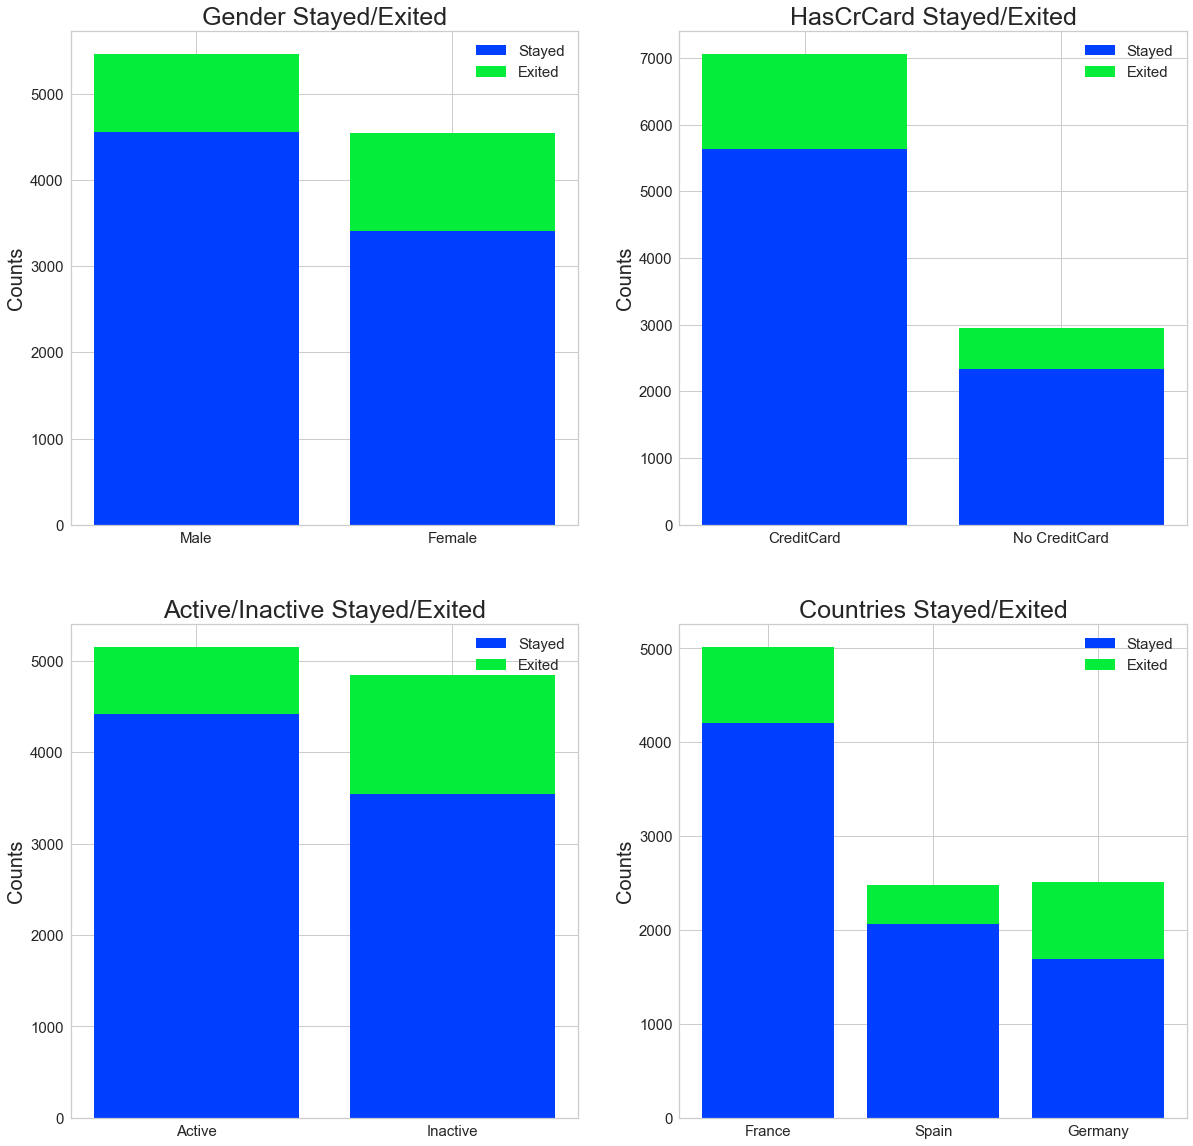 Gender Stayed/Exited
Stayed
Exited
5000
4000
3000
2000
1000
0
Counts
Male Female
HasCrCard Stayed/Exited
Stayed
Exited
7000
6000
5000
4000
3000
2000
1000
0
Counts
CreditCard No CreditCard
Active/Inactive Stayed/Exited
Stayed
Exited
5000
4000
3000
2000
1000
0
Counts
Active Inactive
Countries Stayed/Exited
Stayed
Exited
5000
4000
3000
2000
1000
0
Counts
France Spain Germany